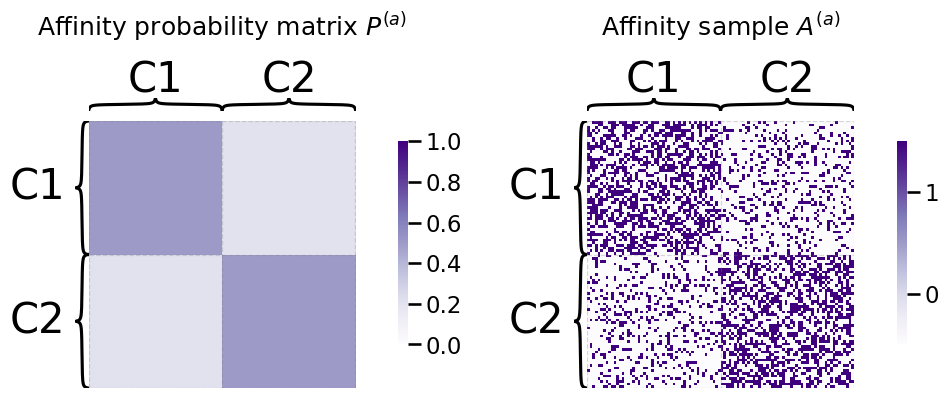 Affinity probability matrix P^(a)
C1 C2
C1
C2
1.0
0.8
0.6
0.4
0.2
0.0
Affinity sample A^(a)
C1 C2
C1
C2
1
0